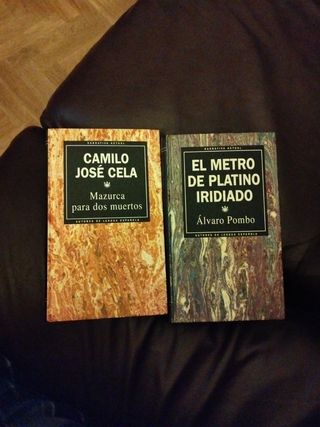 NARRATIVA ACTUAL
CAMILO
JOSÉ CELA
Mazurca
para dos muertos
AUTORES DE LENGUA ESPAÑOLA
NARRATIVA ACTUAL
EL METRO
DE PLATINO
IRIDIADO
Álvaro Pombo
AUTORES DE LENGUA ESPAÑOLA